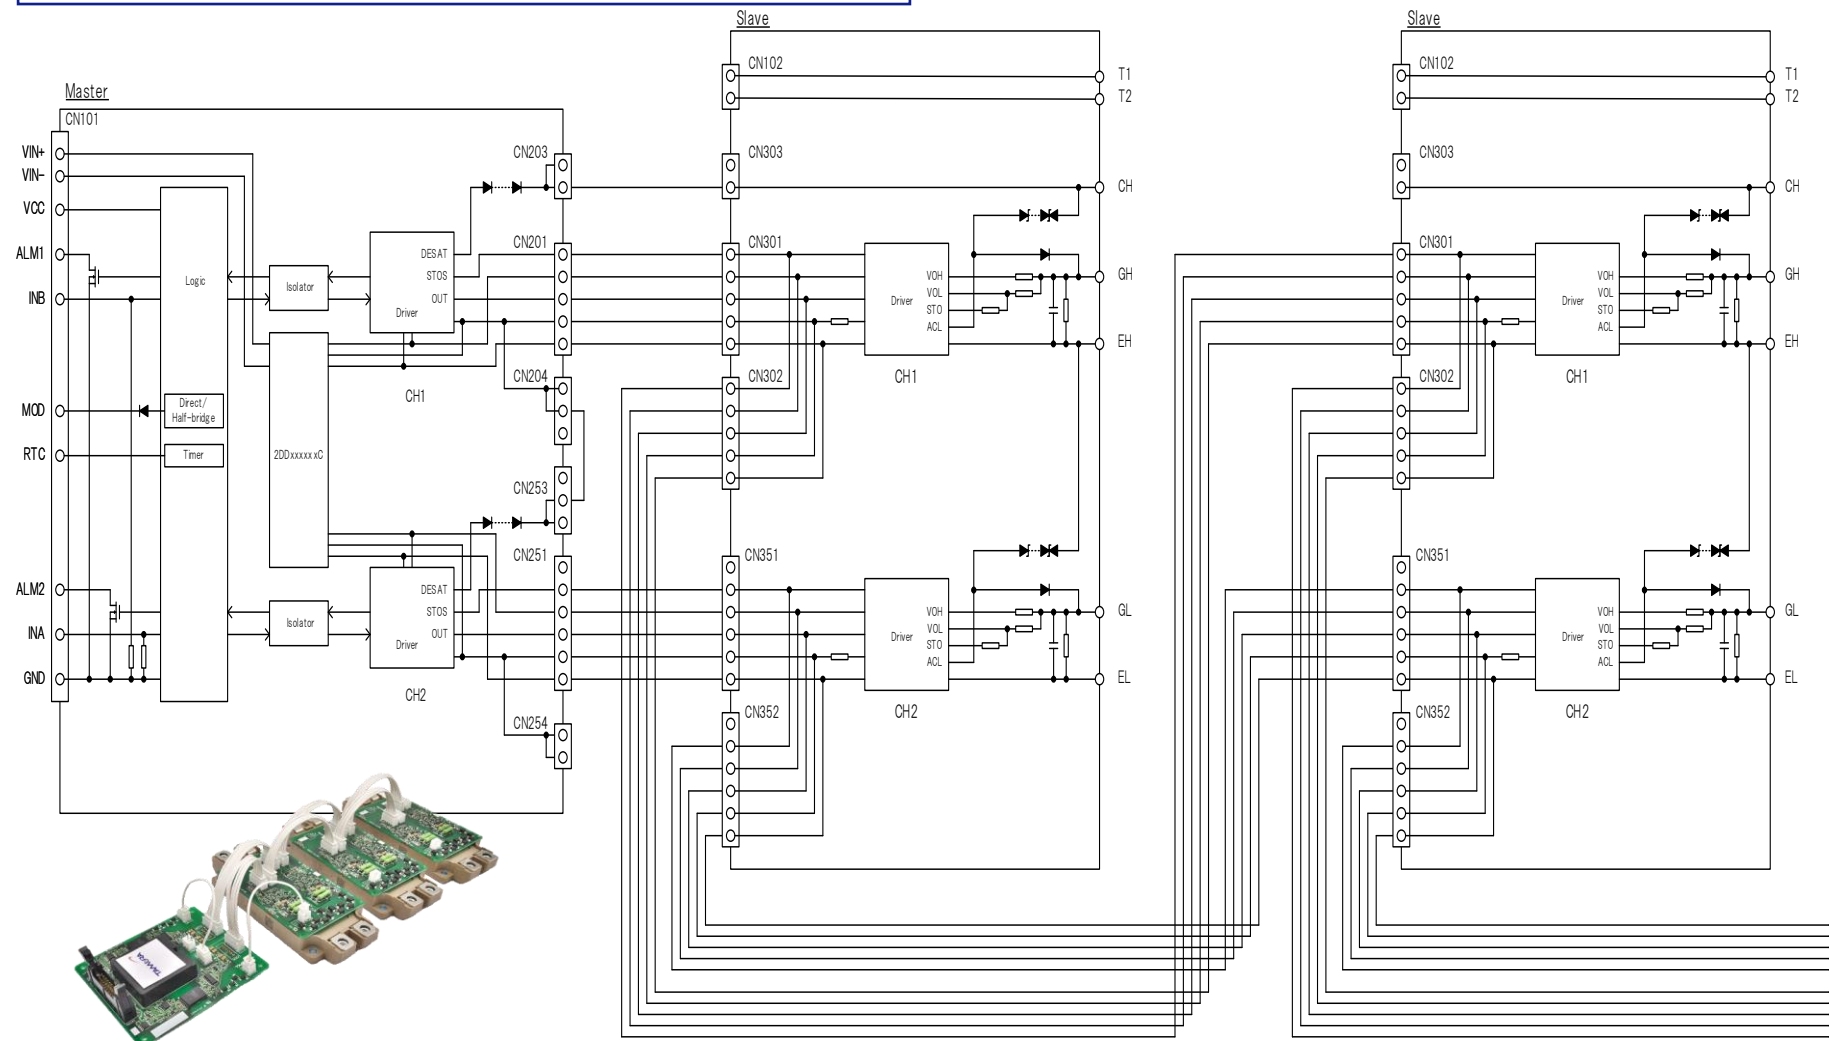 Slave
CN102
T1
T2
CN303
CH
CN301
VOH
GH
VOL
Driver
STO
ACL
EH
CN302
CH1
CN351
VOH
GL
VOL
Driver
STO
ACL
EL
CN352
CH2
Slave
CN102
T1
T2
CN303
CH
CN301
VOH
GH
VOL
Driver
STO
ACL
EH
CN302
CH1
CN351
VOH
GL
VOL
Driver
STO
ACL
EL
CN352
CH2
Master
CN101
VIN+
VIN-
VCC
ALM1
INB
MOD
RTC
ALM2
INA
GND
Logic
Direct/
Half-bridge
Timer
Isolator
2DDxxxxxC
Isolator
DESAT
STOS
OUT
Driver
CH1
DESAT
STOS
OUT
Driver
CH2
CN203
CN201
CN204
CN253
CN251
CN254
TAMURA